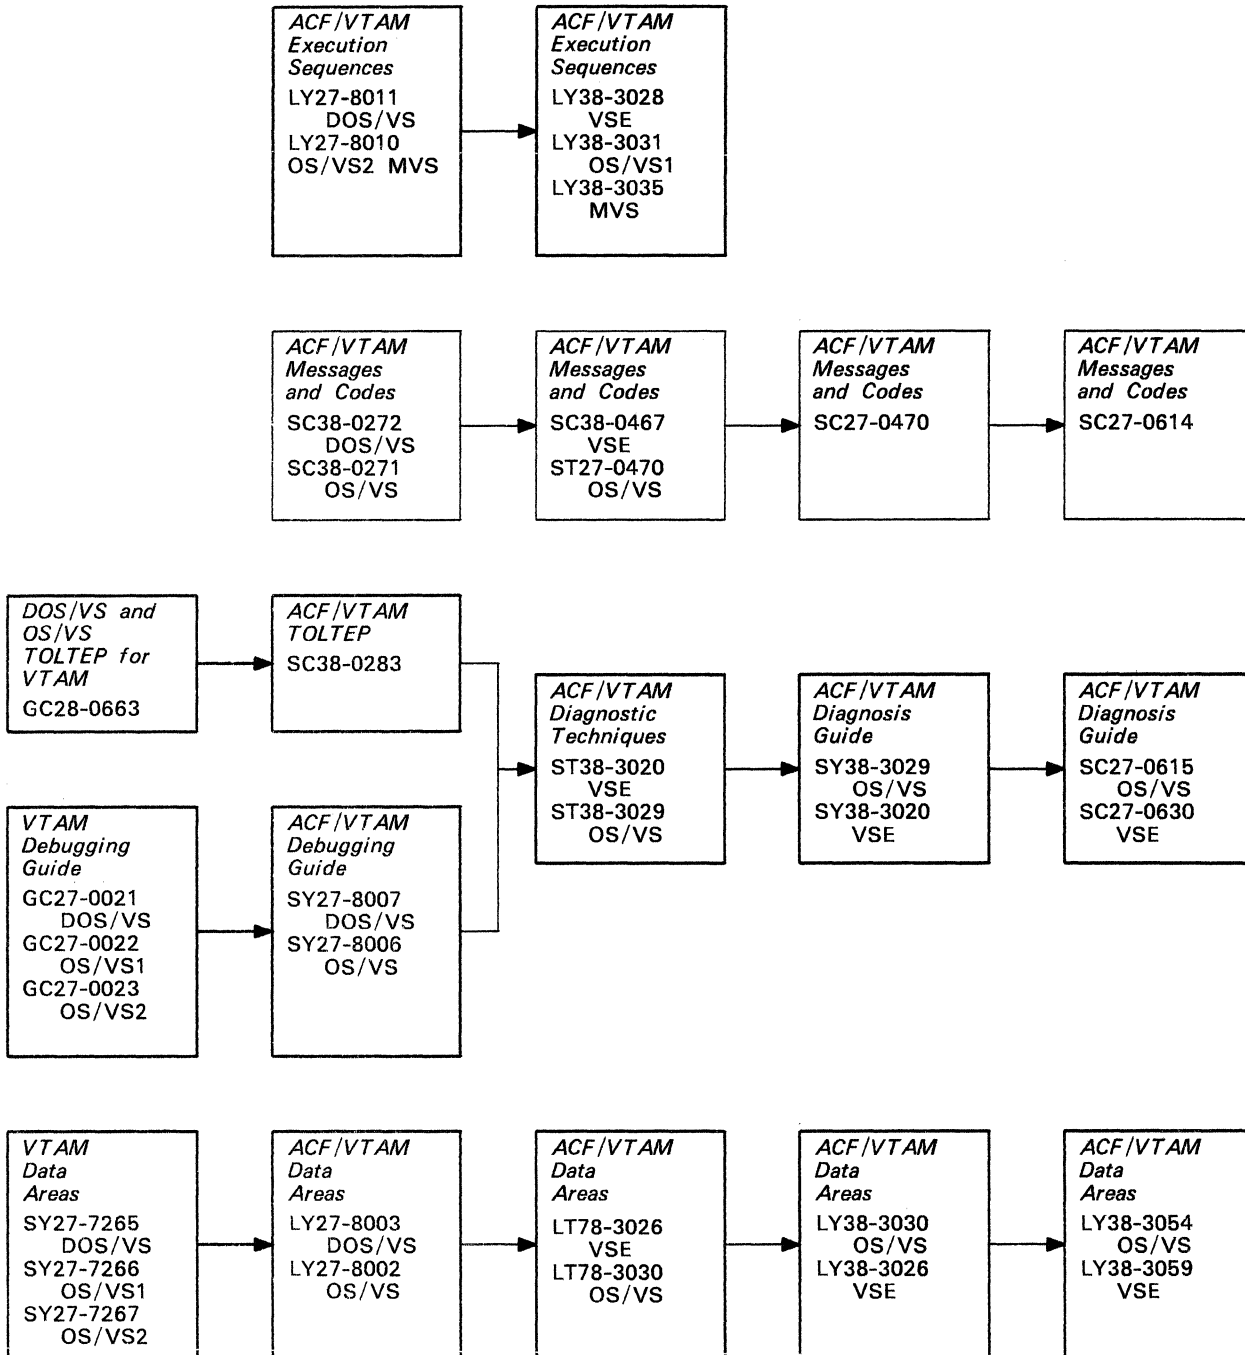 ACF/VTAM
Execution
Sequences
LY27-8011
DOS/VS
LY27-8010
OS/VS2 MVS
ACF/VTAM
Execution
Sequences
LY38-3028
VSE
LY38-3031
OS/VS1
LY38-3035
MVS
ACF/VTAM
Messages
and Codes
SC38-0272
DOS/VS
SC38-0271
OS/VS
ACF/VTAM
Messages
and Codes
SC38-0467
VSE
ST27-0470
OS/VS
ACF/VTAM
Messages
and Codes
SC27-0470
ACF/VTAM
Messages
and Codes
SC27-0614
DOS/VS and
OS/VS
TOLTEP for
VTAM
GC28-0663
ACF/VTAM
TOLTEP
SC38-0283
VTAM
Debugging
Guide
GC27-0021
DOS/VS
GC27-0022
OS/VS1
GC27-0023
OS/VS2
ACF/VTAM
Debugging
Guide
SY27-8007
DOS/VS
SY27-8006
OS/VS
ACF/VTAM
Diagnostic
Techniques
ST38-3020
VSE
ST38-3029
OS/VS
ACF/VTAM
Diagnosis
Guide
SY38-3029
OS/VS
SY38-3020
VSE
ACF/VTAM
Diagnosis
Guide
SC27-0615
OS/VS
SC27-0630
VSE
VTAM
Data
Areas
SY27-7265
DOS/VS
SY27-7266
OS/VS1
SY27-7267
OS/VS2
ACF/VTAM
Data
Areas
LY27-8003
DOS/VS
LY27-8002
OS/VS
ACF/VTAM
Data
Areas
LT78-3026
VSE
LT78-3030
OS/VS
ACF/VTAM
Data
Areas
LY38-3030
OS/VS
LY38-3026
VSE
ACF/VTAM
Data
Areas
LY38-3054
OS/VS
LY38-3059
VSE